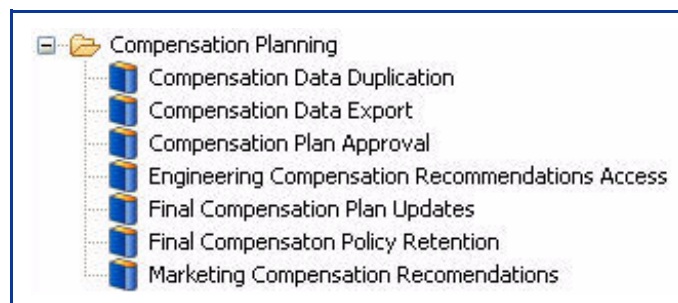 Compensation Planning
Compensation Data Duplication
Compensation Data Export
Compensation Plan Approval
Engineering Compensation Recommendations Access
Final Compensation Plan Updates
Final Compensaton Policy Retention
Marketing Compensation Recomendations